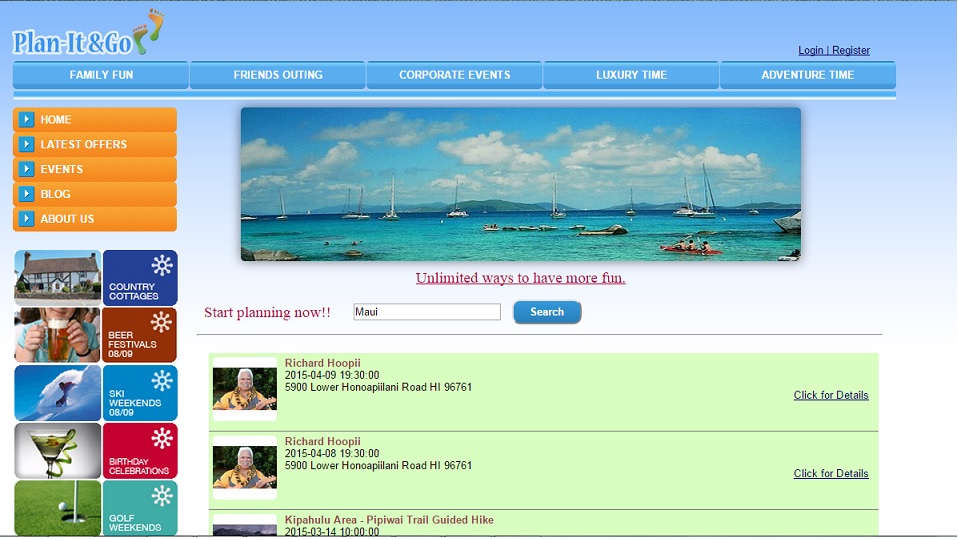 Plan-It&Go
Login | Register
FAMILY FUN
FRIENDS OUTING
CORPORATE EVENTS
LUXURY TIME
ADVENTURE TIME
HOME
LATEST OFFERS
EVENTS
BLOG
ABOUT US
COUNTRY
COTTAGES
BEER
FESTIVALS
08/09
SKI
WEEKENDS
08/09
BIRTHDAY
CELEBRATIONS
GOLF
WEEKENDS
Unlimited ways to have more fun.
Start planning now!!
Maui
Search
Richard Hoopii
2015-04-09 19:30:00
5900 Lower Honoapiilani Road HI 96761
Click for Details
Richard Hoopii
2015-04-08 19:30:00
5900 Lower Honoapiilani Road HI 96761
Click for Details
Kipahulu Area - Pipiwai Trail Guided Hike
2015-03-14 10:00:00